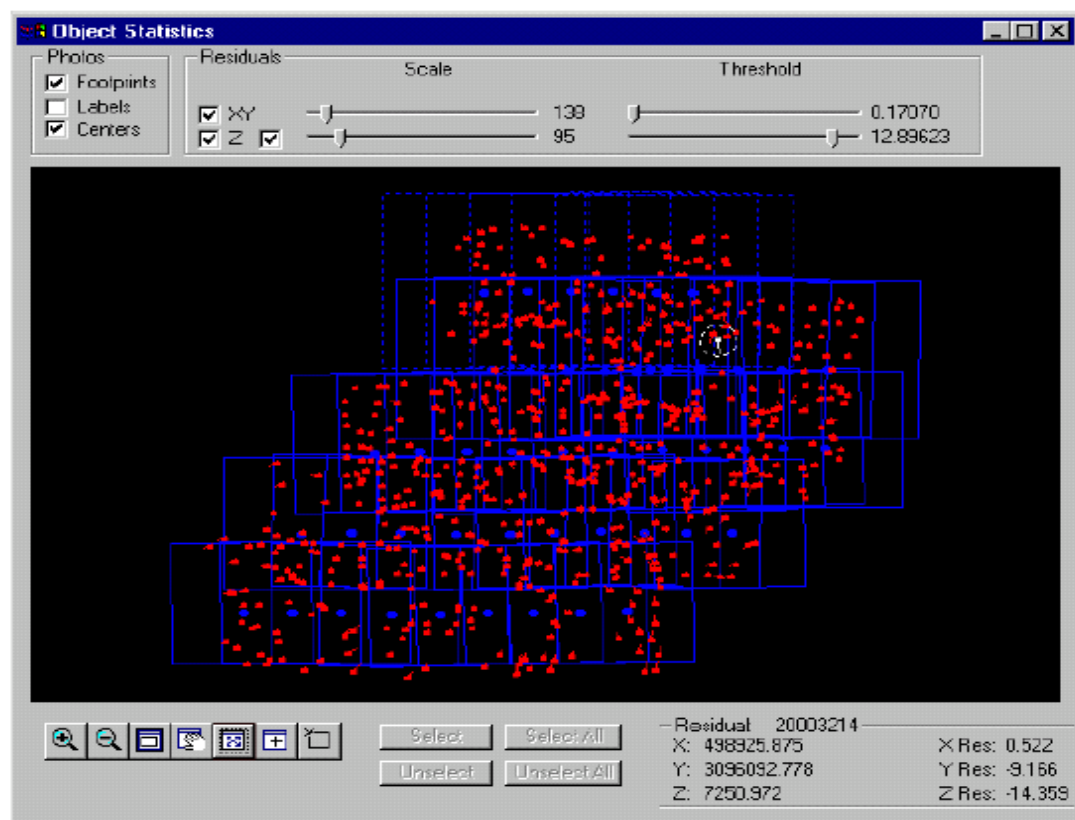 Object Statistics
Photos
Footprints
Labels
Centers
Residuals
Scale
Threshold
XY 138 0.17070
Z 95 12.89623
Select
Select All
Unselect
Unselect All
Residual: 20003214
X: 498925.875 X Res: 0.522
Y: 3096092.778 Y Res: -9.166
Z: 7250.972 Z Res: -14.359